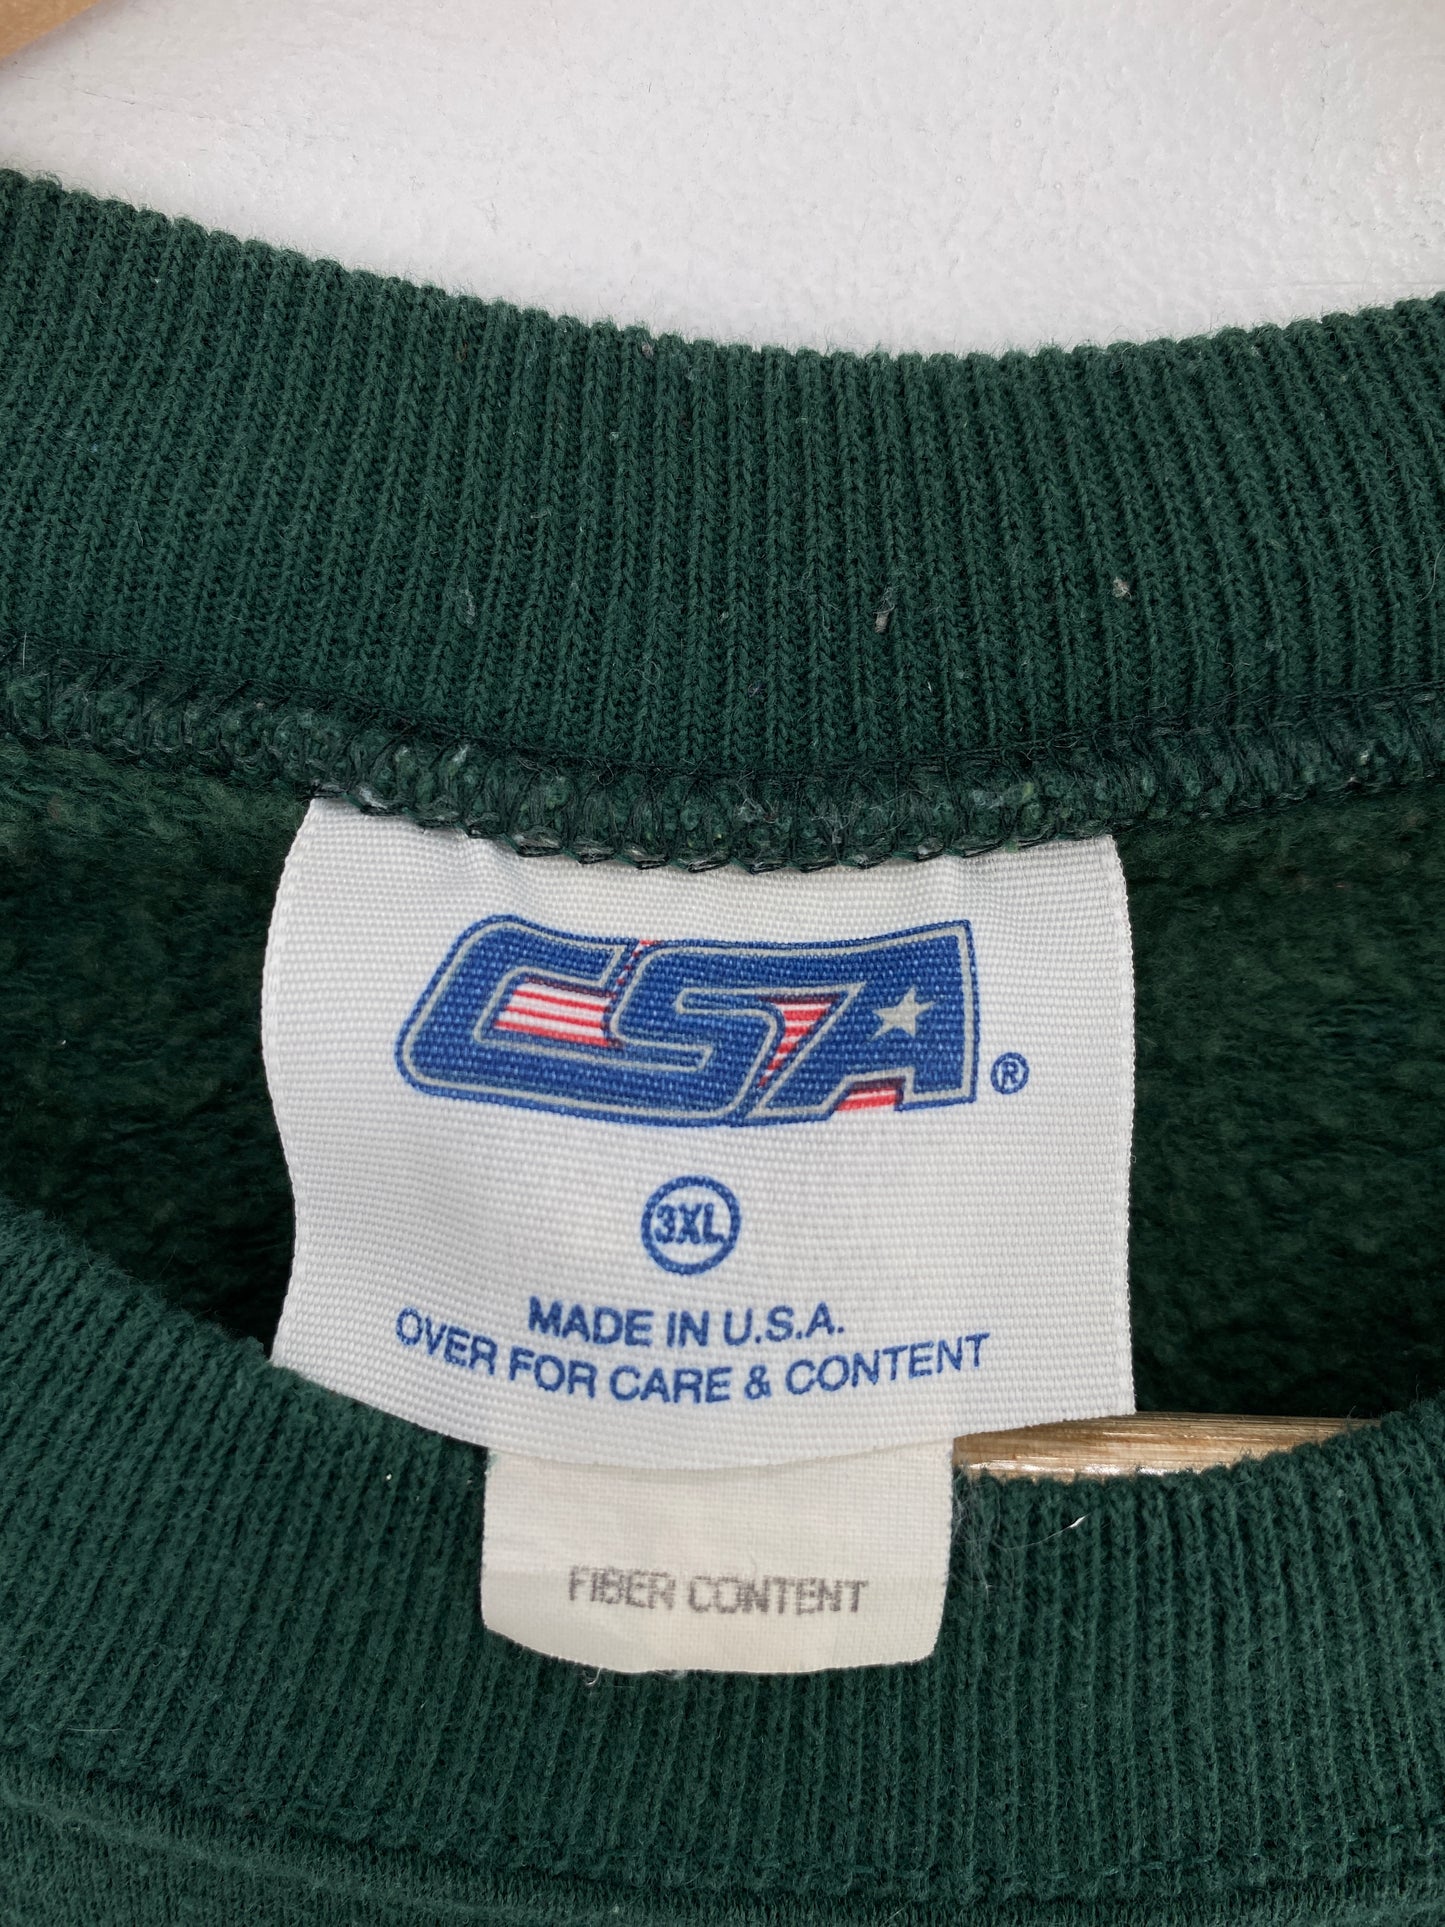 CSA®
3XL
MADE IN U.S.A.
OVER FOR CARE & CONTENT
FIBER CONTENT